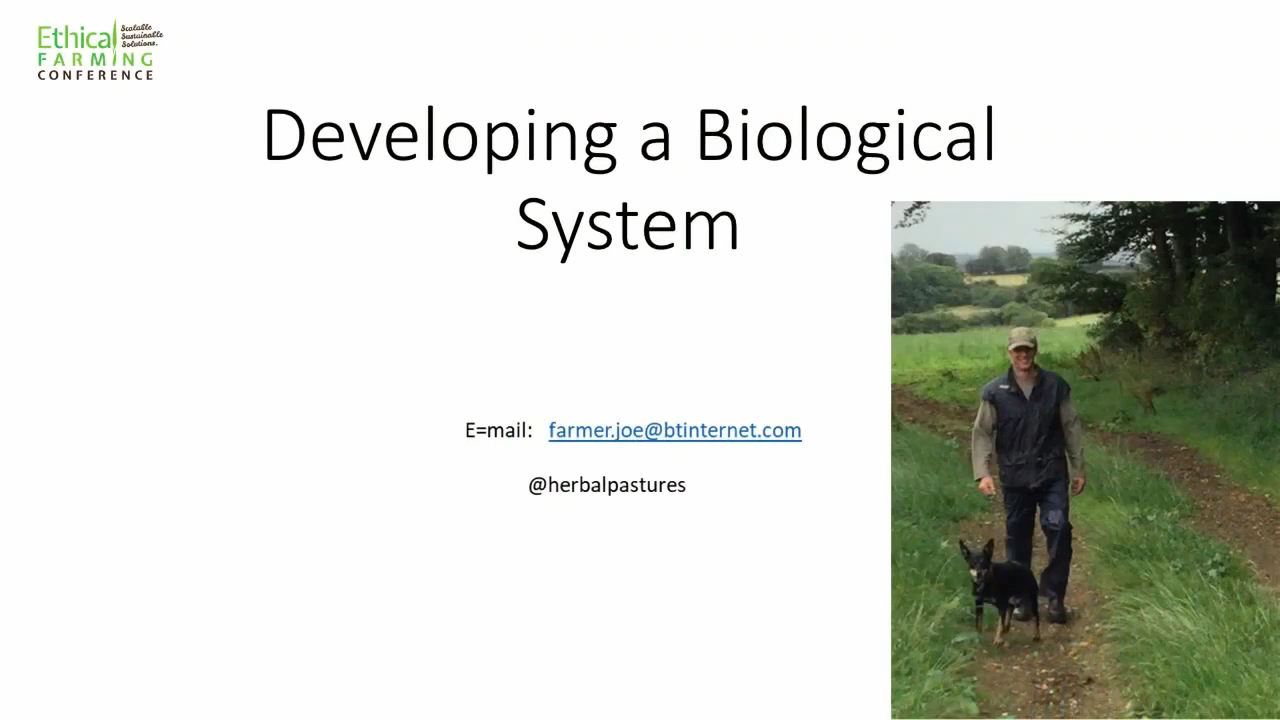 Ethical
Scalable
Sustainable
Solutions.
FARMING
CONFERENCE
Developing a Biological
System
E=mail: farmer.joe@btinternet.com
@herbalpastures